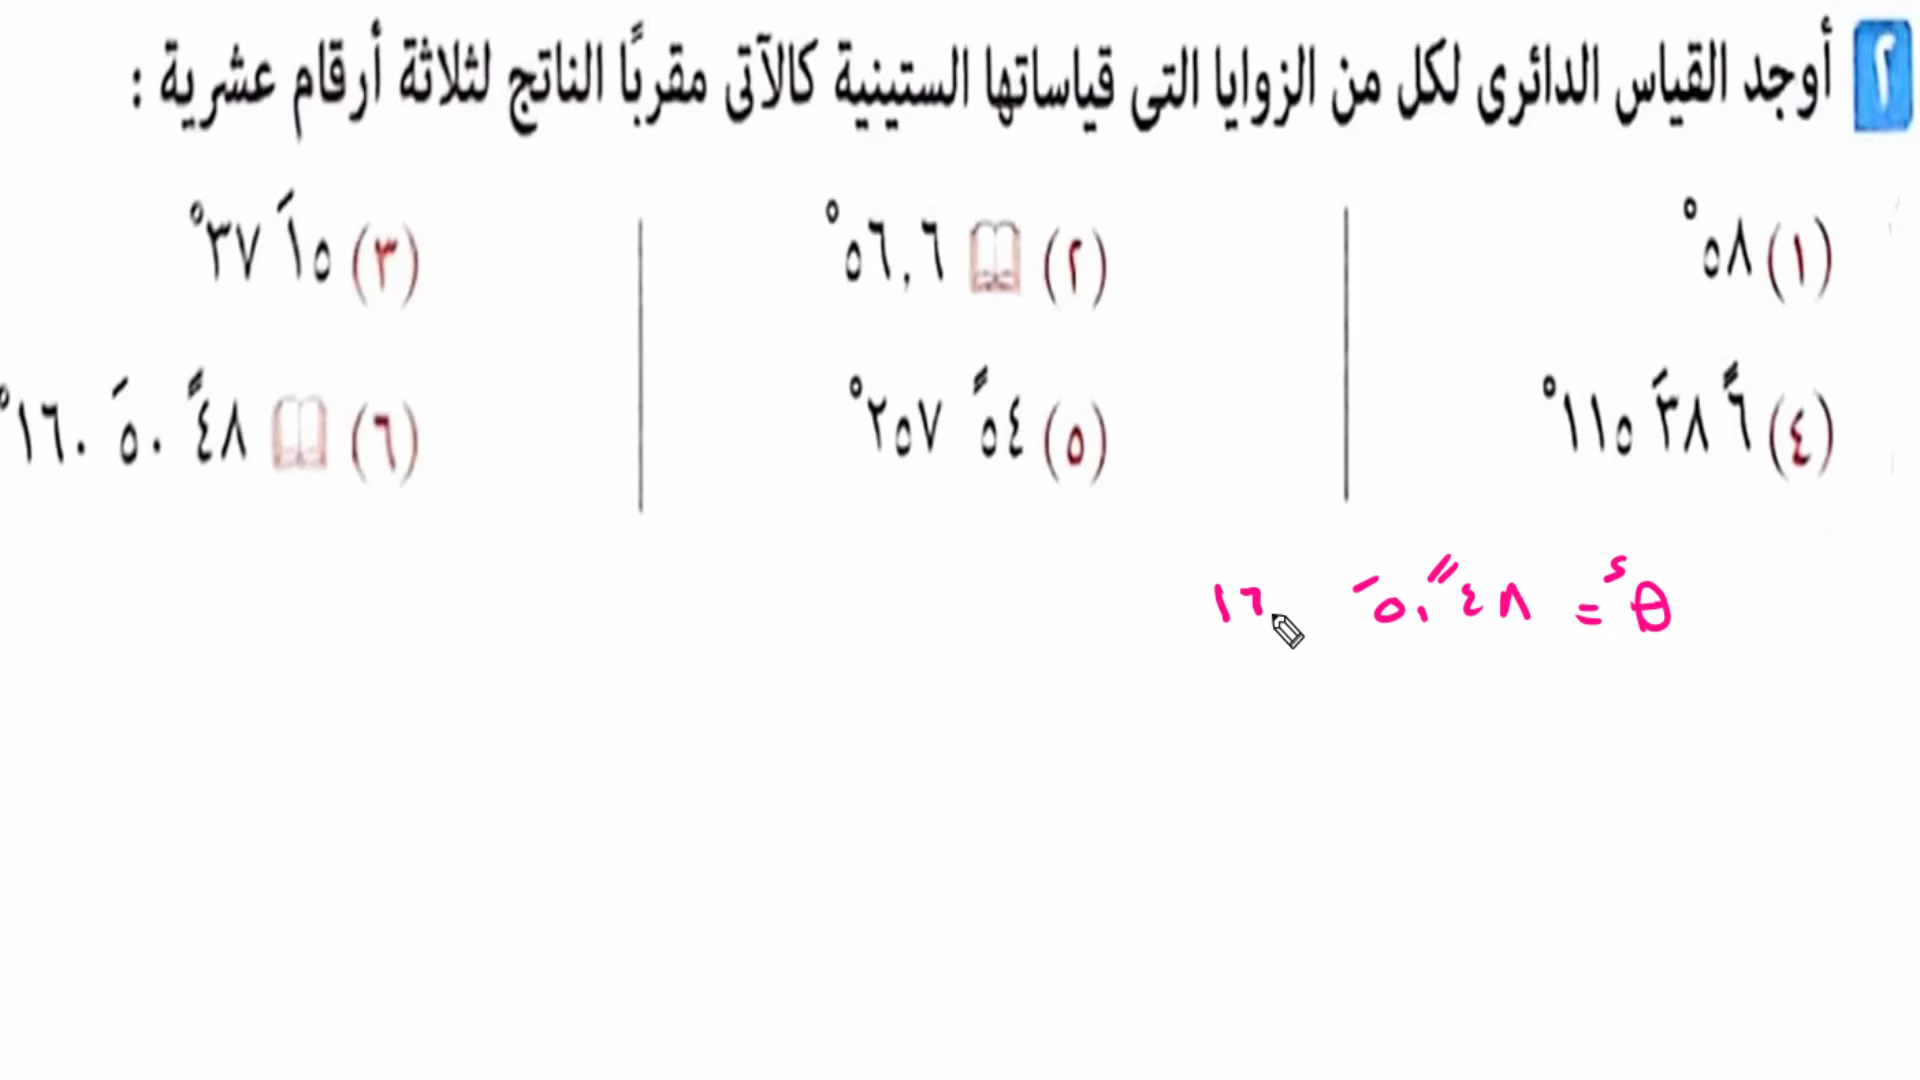 ٢ أوجد القياس الدائرى لكل من الزوايا التى قياساتها الستينية كالآتى مقربًا الناتج لثلاثة أرقام عشرية :
(١) ٥٨° (٢) ٥٦,٦° (٣) ١٥َ ٣٧°
(٤) ٦ً ٣٨َ ١١٥° (٥) ٥٤ً ٢٥٧° (٦) ٤٨ً ٥٠َ ١٦٠°
θء = ٤٨ً ٥٠َ ١٦